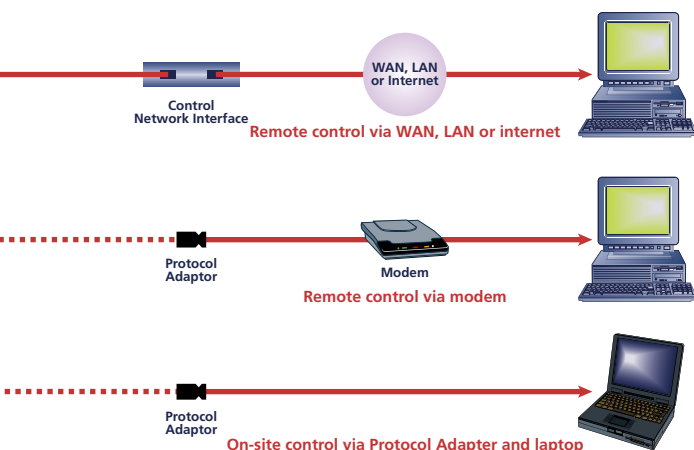 WAN, LAN
or Internet
Control
Network Interface
Remote control via WAN, LAN or internet
Protocol
Adaptor
Modem
Remote control via modem
Protocol
Adaptor
On-site control via Protocol Adapter and laptop